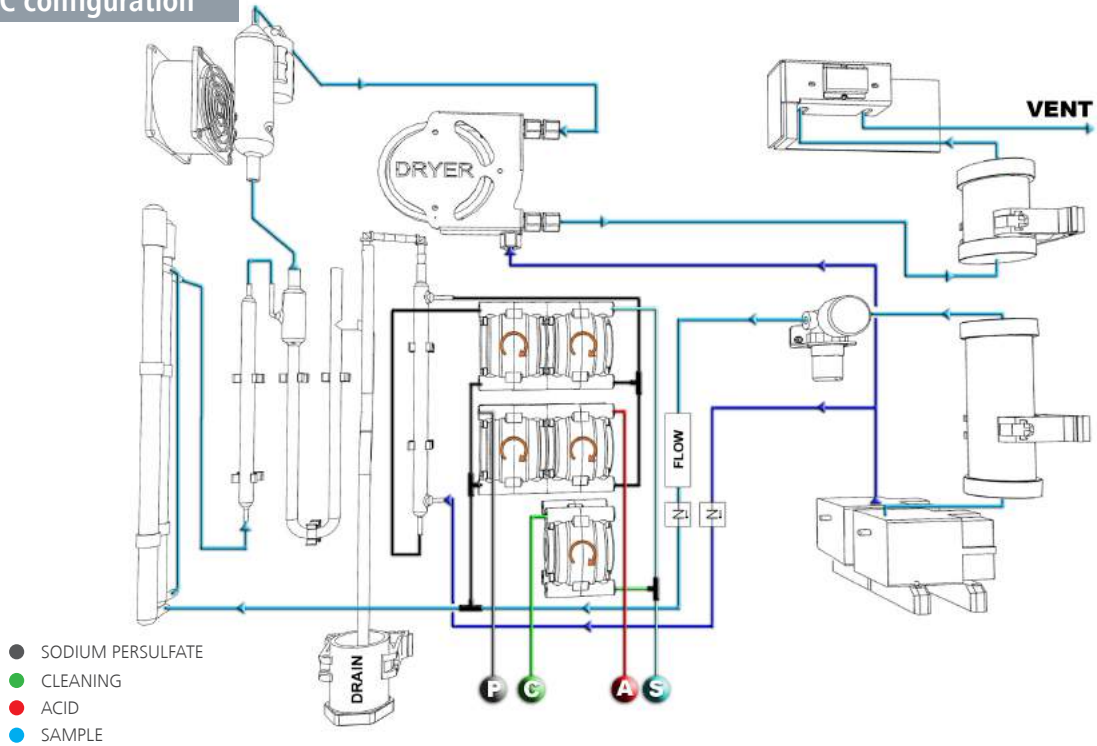 C configuration
VENT
DRYER
FLOW
N
N
P
C
A
S
DRAIN
SODIUM PERSULFATE
CLEANING
ACID
SAMPLE